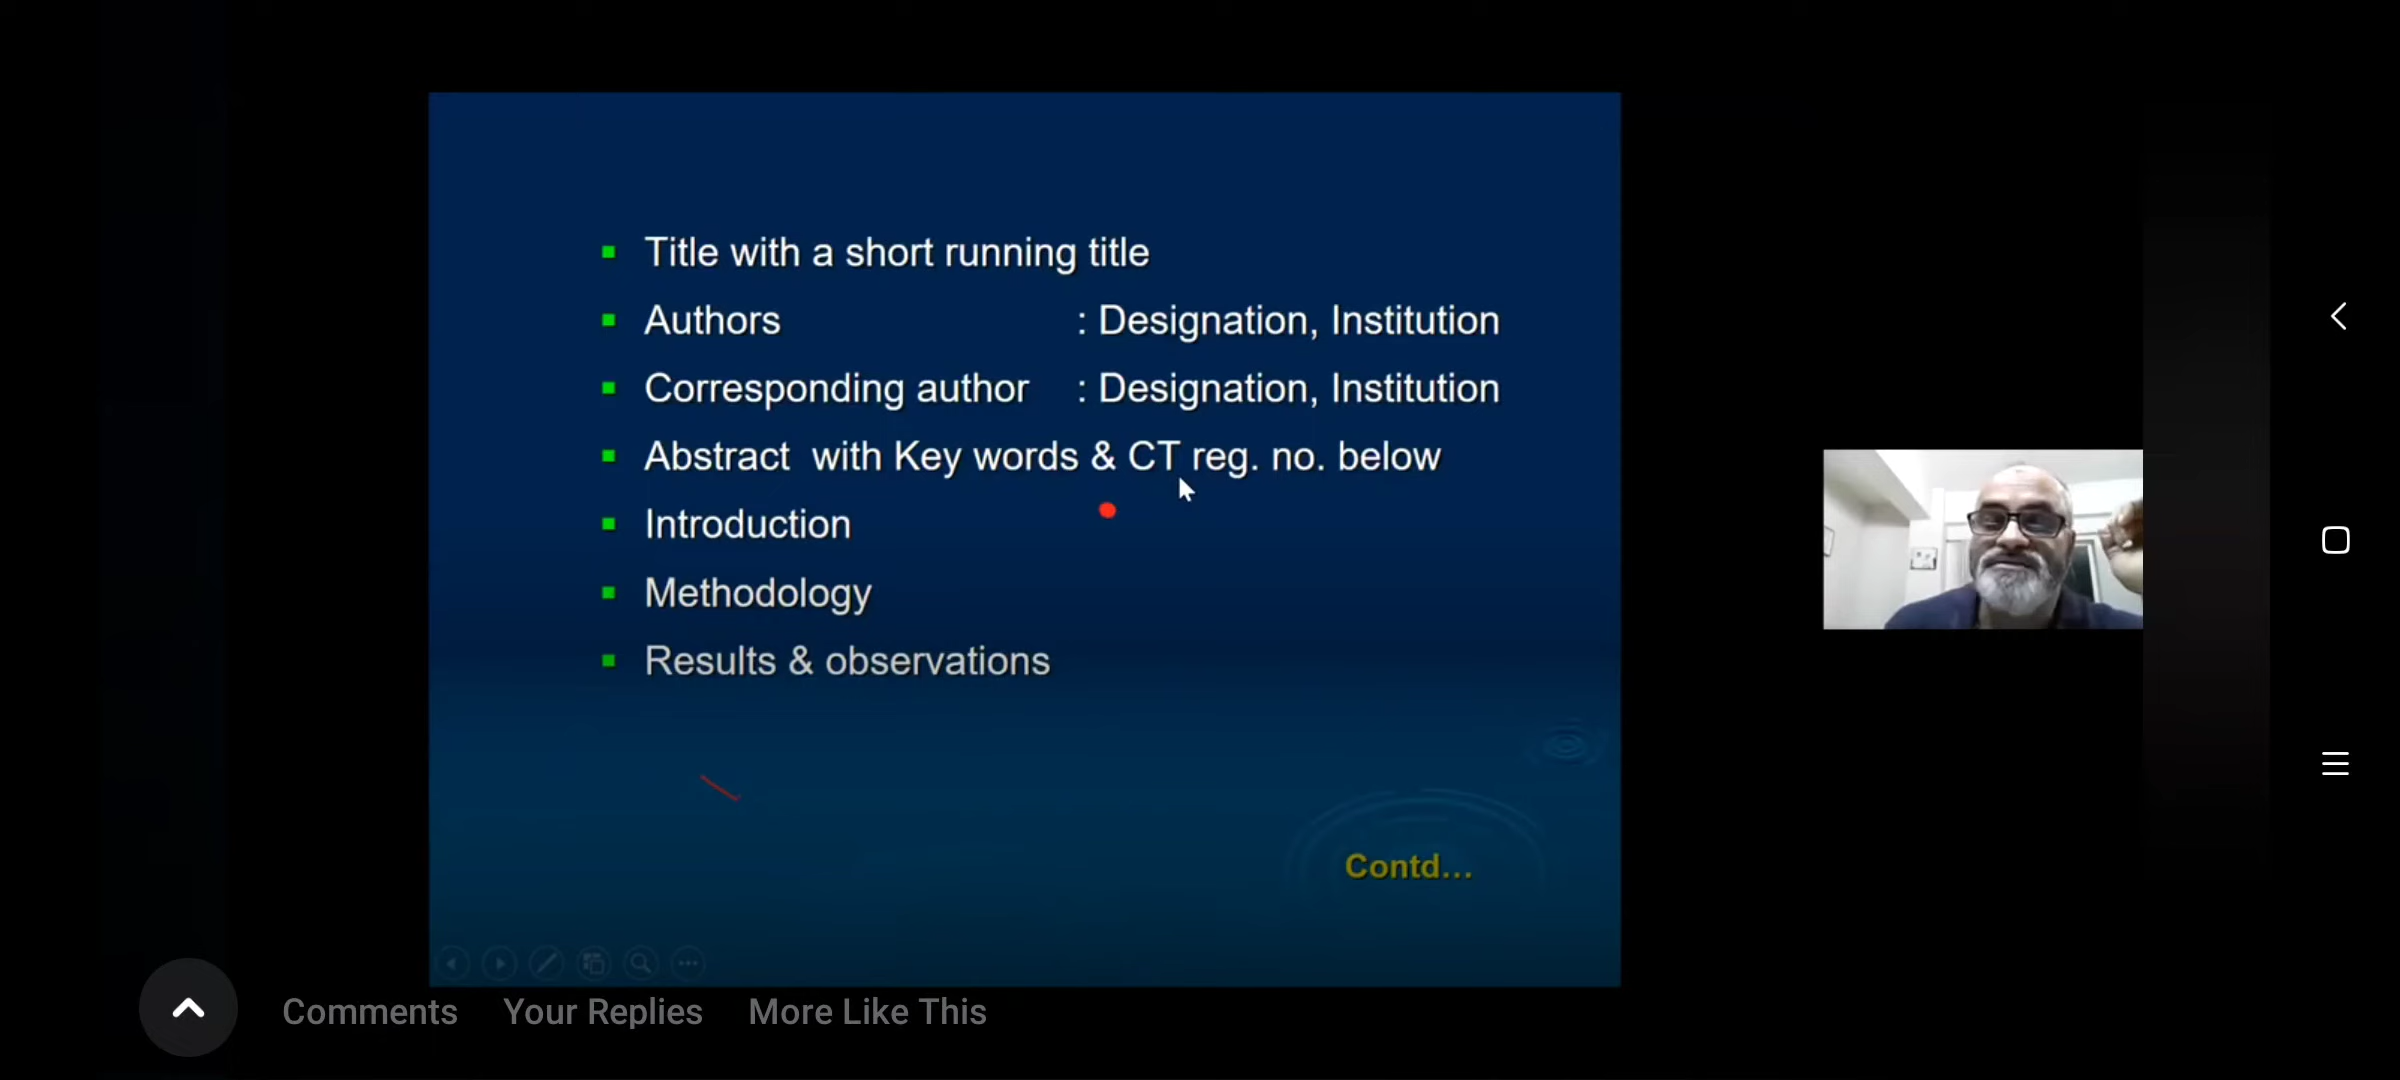 Title with a short running title
Authors : Designation, Institution
Corresponding author : Designation, Institution
Abstract with Key words & CT reg. no. below
Introduction
Methodology
Results & observations
Contd...
Comments Your Replies More Like This